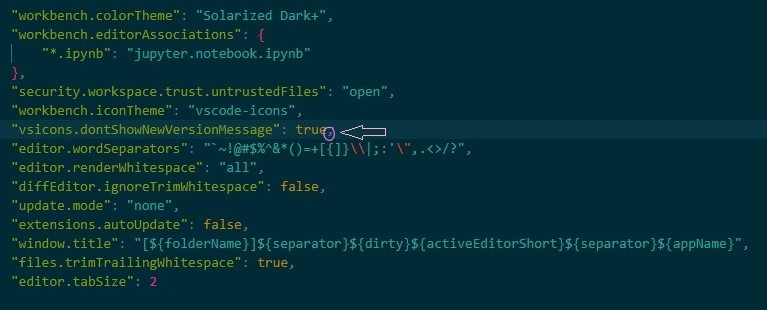 "workbench.colorTheme": "Solarized Dark+",
"workbench.editorAssociations": {
"*.ipynb": "jupyter.notebook.ipynb"
},
"security.workspace.trust.untrustedFiles": "open",
"workbench.iconTheme": "vscode-icons",
"vsicons.dontShowNewVersionMessage": true,
"editor.wordSeparators": "`~!@#$%^&*()=+[{]}\\|;:'\",.<>/?",
"editor.renderWhitespace": "all",
"diffEditor.ignoreTrimWhitespace": false,
"update.mode": "none",
"extensions.autoUpdate": false,
"window.title": "[${folderName}]${separator}${dirty}${activeEditorShort}${separator}${appName}",
"files.trimTrailingWhitespace": true,
"editor.tabSize": 2